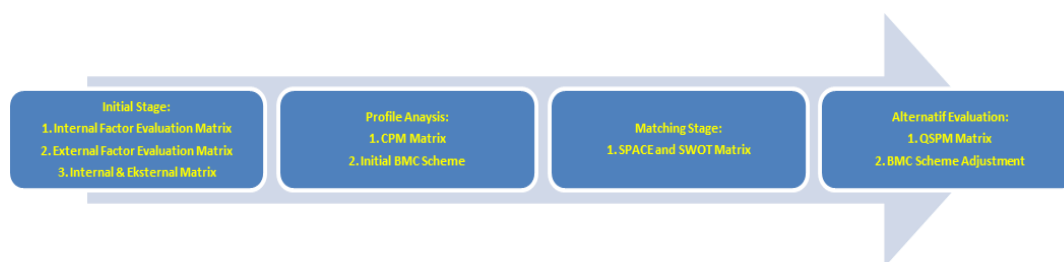 Initial Stage:
1. Internal Factor Evaluation Matrix
2. External Factor Evaluation Matrix
3. Internal & Eksternal Matrix
Profile Anaysis:
1. CPM Matrix
2. Initial BMC Scheme
Matching Stage:
1. SPACE and SWOT Matrix
Alternatif Evaluation:
1. QSPM Matrix
2. BMC Scheme Adjustment